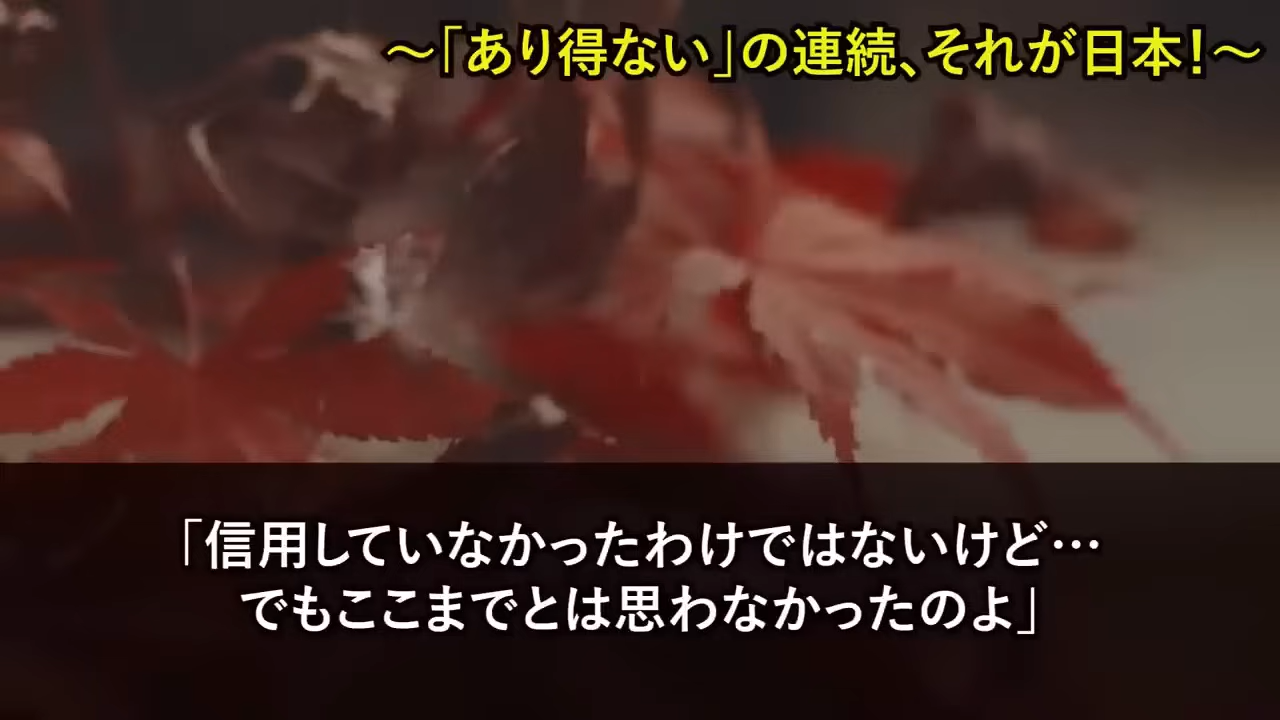 ～「あり得ない」の連続、それが日本！～
「信用していなかったわけではないけど…
でもここまでとは思わなかったのよ」